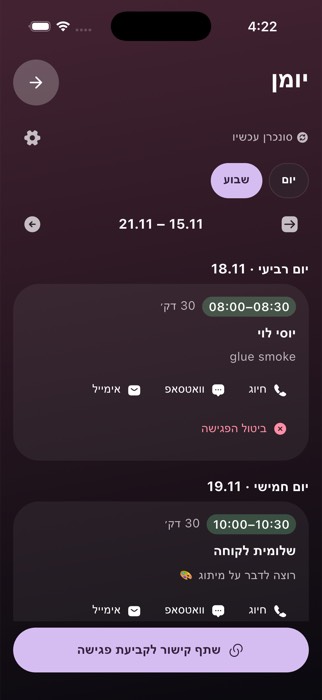 4:22
יומן
סונכרן עכשיו
יום שבוע
15.11 – 21.11
יום רביעי · 18.11
08:00–08:30 30 דק׳
יוסי לוי
glue smoke
חיוג וואטסאפ אימייל
ביטול הפגישה
יום חמישי · 19.11
10:00–10:30 30 דק׳
שלומית לקוחה
רוצה לדבר על מיתוג 🎨
חיוג וואטסאפ אימייל
שתף קישור לקביעת פגישה